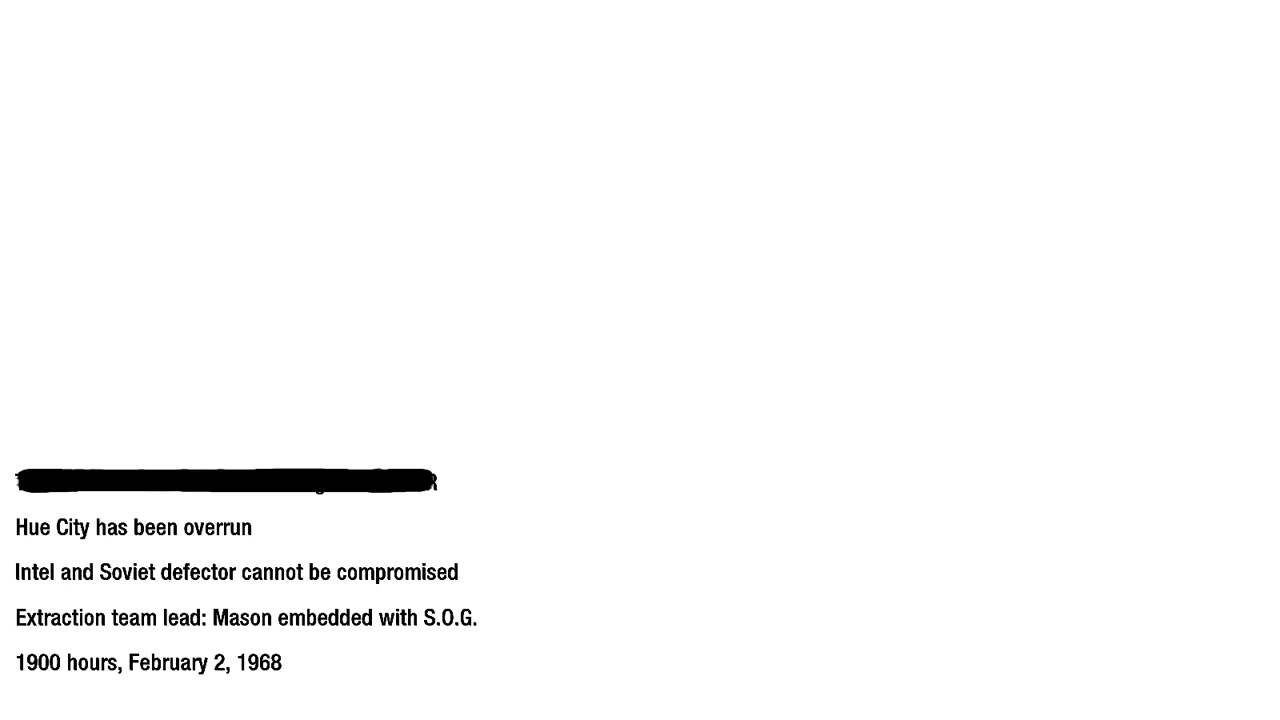 Hue City has been overrun
Intel and Soviet defector cannot be compromised
Extraction team lead: Mason embedded with S.O.G.
1900 hours, February 2, 1968